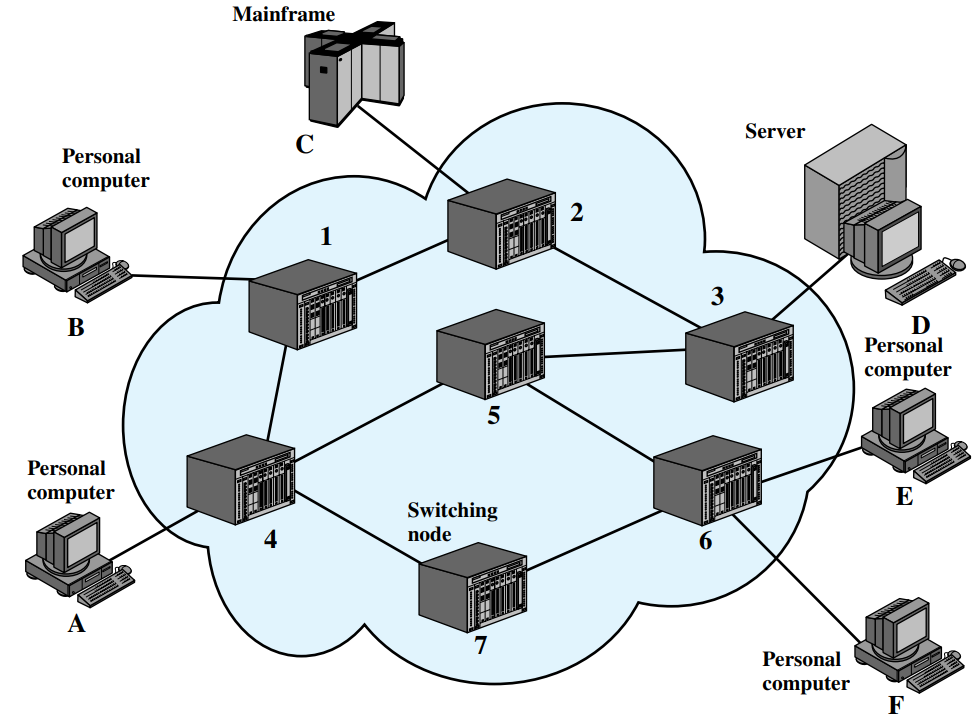 Mainframe
C
Server
Personal
computer
2
1
B
3
D
Personal
computer
5
Personal
computer
Switching
node
E
4
6
A
7
Personal
computer
F